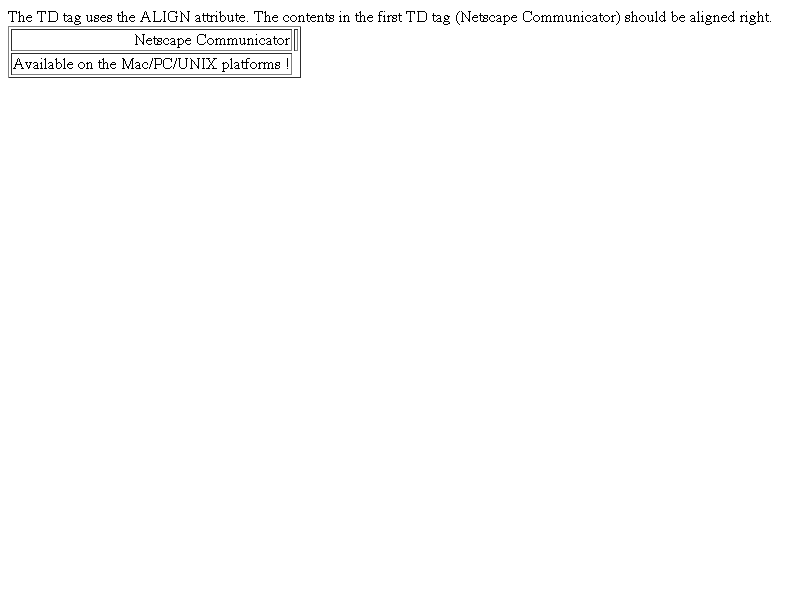 The TD tag uses the ALIGN attribute. The contents in the first TD tag (Netscape Communicator) should be aligned right.
Netscape Communicator
Available on the Mac/PC/UNIX platforms !